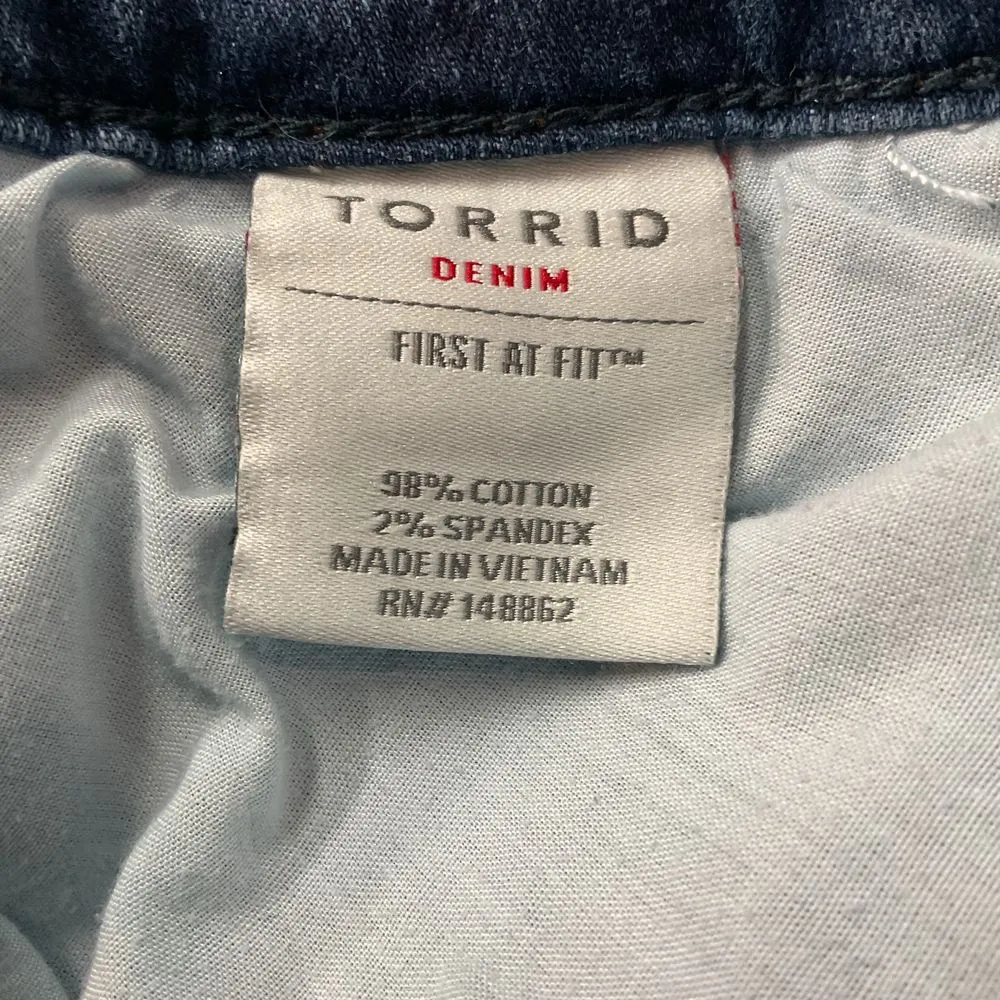 TORRID
DENIM
FIRST AT FIT™
98% COTTON
2% SPANDEX
MADE IN VIETNAM
RN# 148862